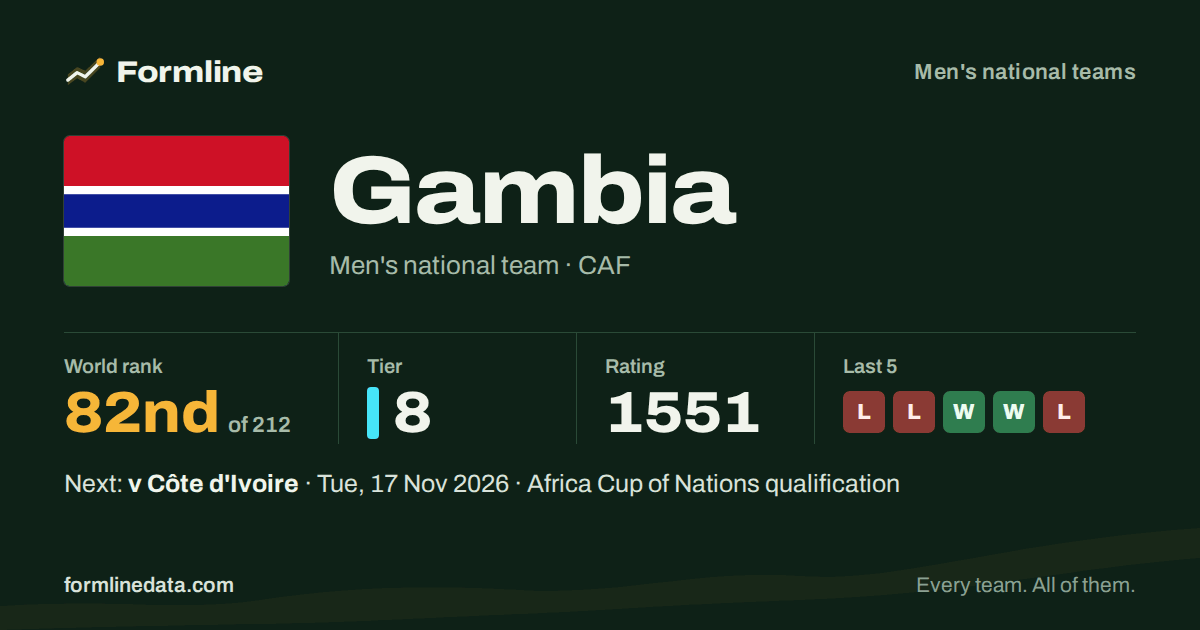 Formline
Men's national teams
Gambia
Men's national team · CAF
World rank
82nd of 212
Tier
8
Rating
1551
Last 5
L L W W L
Next: v Côte d'Ivoire · Tue, 17 Nov 2026 · Africa Cup of Nations qualification
formlinedata.com
Every team. All of them.